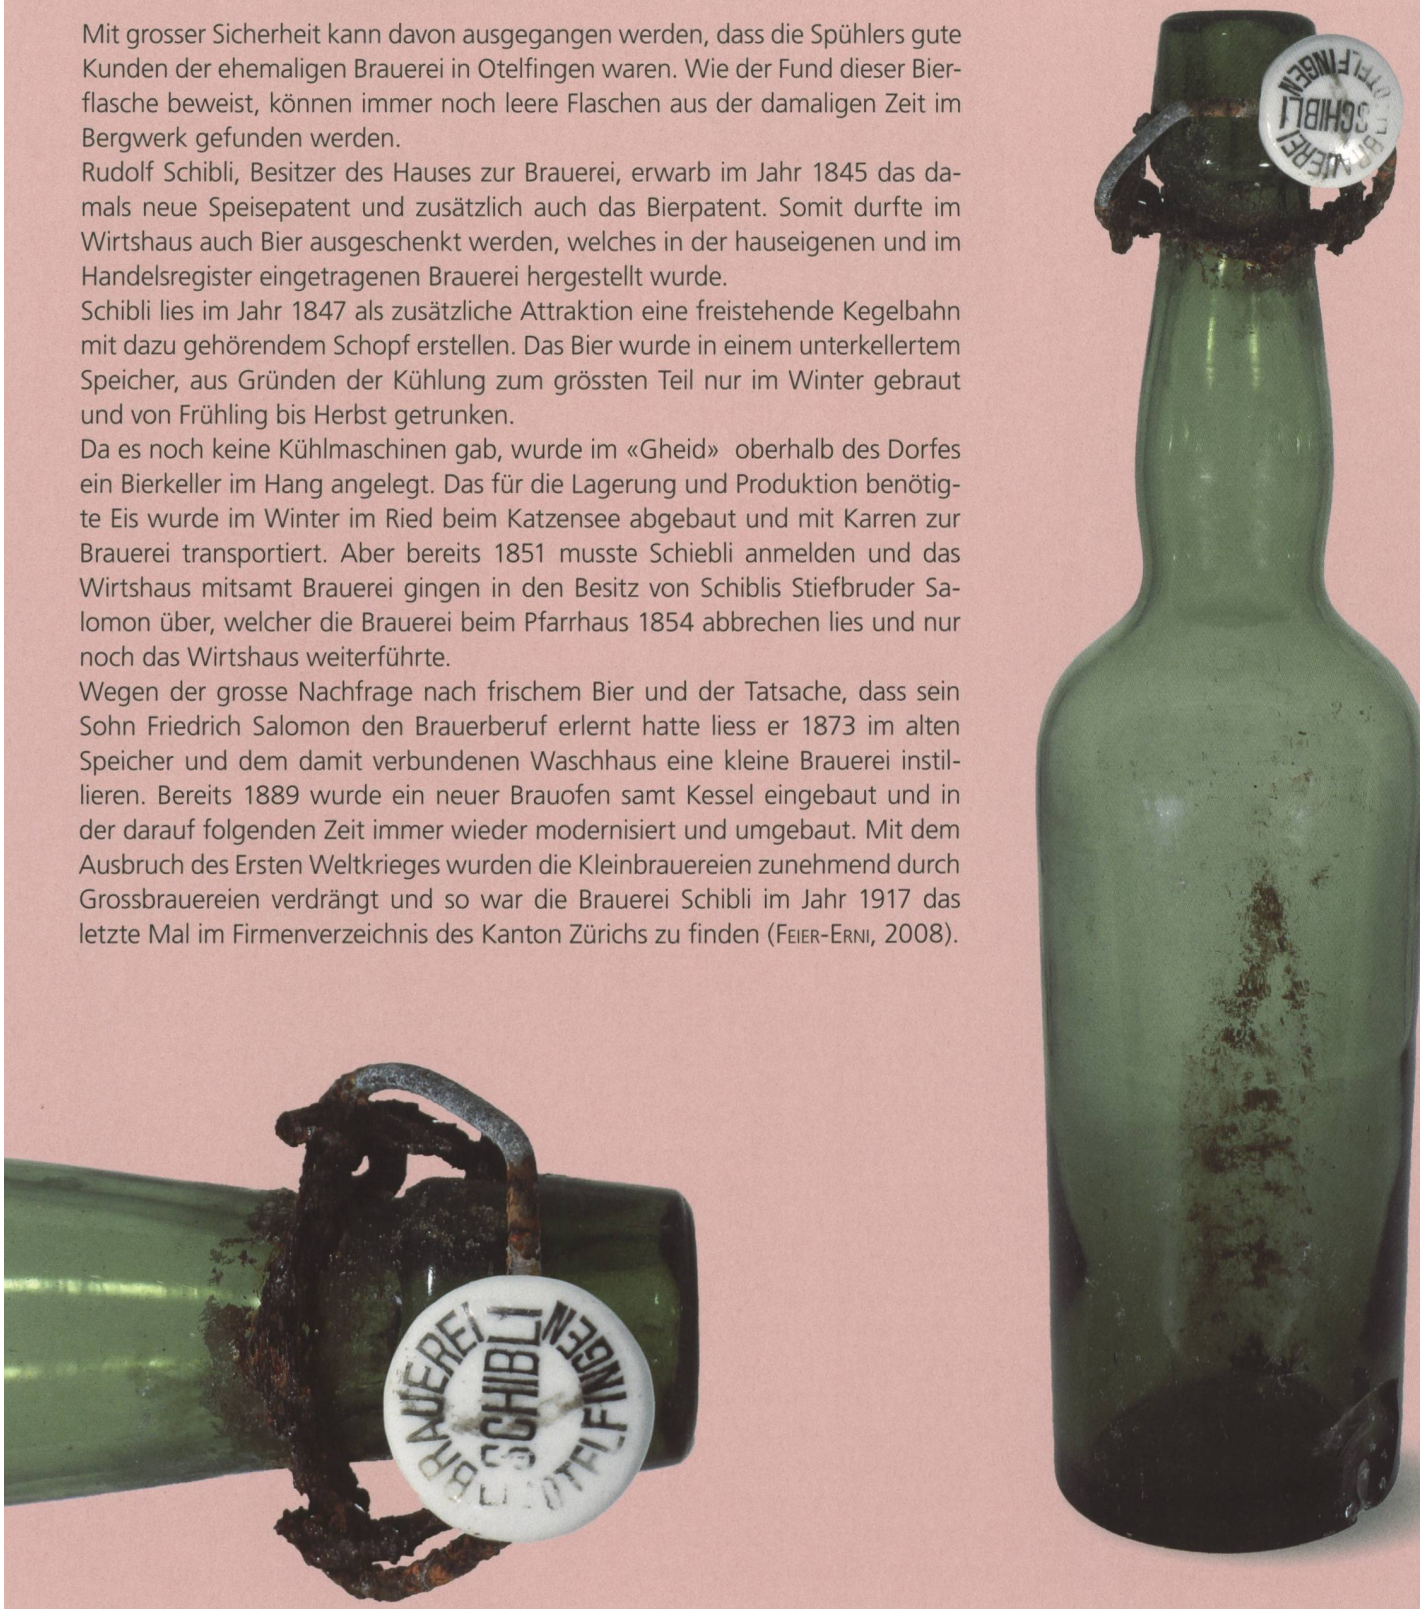 Mit grosser Sicherheit kann davon ausgegangen werden, dass die Spühlers gute
Kunden der ehemaligen Brauerei in Otelfingen waren. Wie der Fund dieser Bier-
flasche beweist, können immer noch leere Flaschen aus der damaligen Zeit im
Bergwerk gefunden werden.
Rudolf Schibli, Besitzer des Hauses zur Brauerei, erwarb im Jahr 1845 das da-
mals neue Speisepatent und zusätzlich auch das Bierpatent. Somit durfte im
Wirtshaus auch Bier ausgeschenkt werden, welches in der hauseigenen und im
Handelsregister eingetragenen Brauerei hergestellt wurde.
Schibli lies im Jahr 1847 als zusätzliche Attraktion eine freistehende Kegelbahn
mit dazu gehörendem Schopf erstellen. Das Bier wurde in einem unterkellertem
Speicher, aus Gründen der Kühlung zum grössten Teil nur im Winter gebraut
und von Frühling bis Herbst getrunken.
Da es noch keine Kühlmaschinen gab, wurde im «Gheid» oberhalb des Dorfes
ein Bierkeller im Hang angelegt. Das für die Lagerung und Produktion benötig-
te Eis wurde im Winter im Ried beim Katzensee abgebaut und mit Karren zur
Brauerei transportiert. Aber bereits 1851 musste Schiebli anmelden und das
Wirtshaus mitsamt Brauerei gingen in den Besitz von Schiblis Stiefbruder Sa-
lomon über, welcher die Brauerei beim Pfarrhaus 1854 abbrechen lies und nur
noch das Wirtshaus weiterführte.
Wegen der grosse Nachfrage nach frischem Bier und der Tatsache, dass sein
Sohn Friedrich Salomon den Brauerberuf erlernt hatte liess er 1873 im alten
Speicher und dem damit verbundenen Waschhaus eine kleine Brauerei instil-
lieren. Bereits 1889 wurde ein neuer Brauofen samt Kessel eingebaut und in
der darauf folgenden Zeit immer wieder modernisiert und umgebaut. Mit dem
Ausbruch des Ersten Weltkrieges wurden die Kleinbrauereien zunehmend durch
Grossbrauereien verdrängt und so war die Brauerei Schibli im Jahr 1917 das
letzte Mal im Firmenverzeichnis des Kanton Zürichs zu finden (FEIER-ERNI, 2008).
BRAUEREI
SCHIBLI
OTELFINGEN
BRAUEREI
SCHIBLI
OTELFINGEN